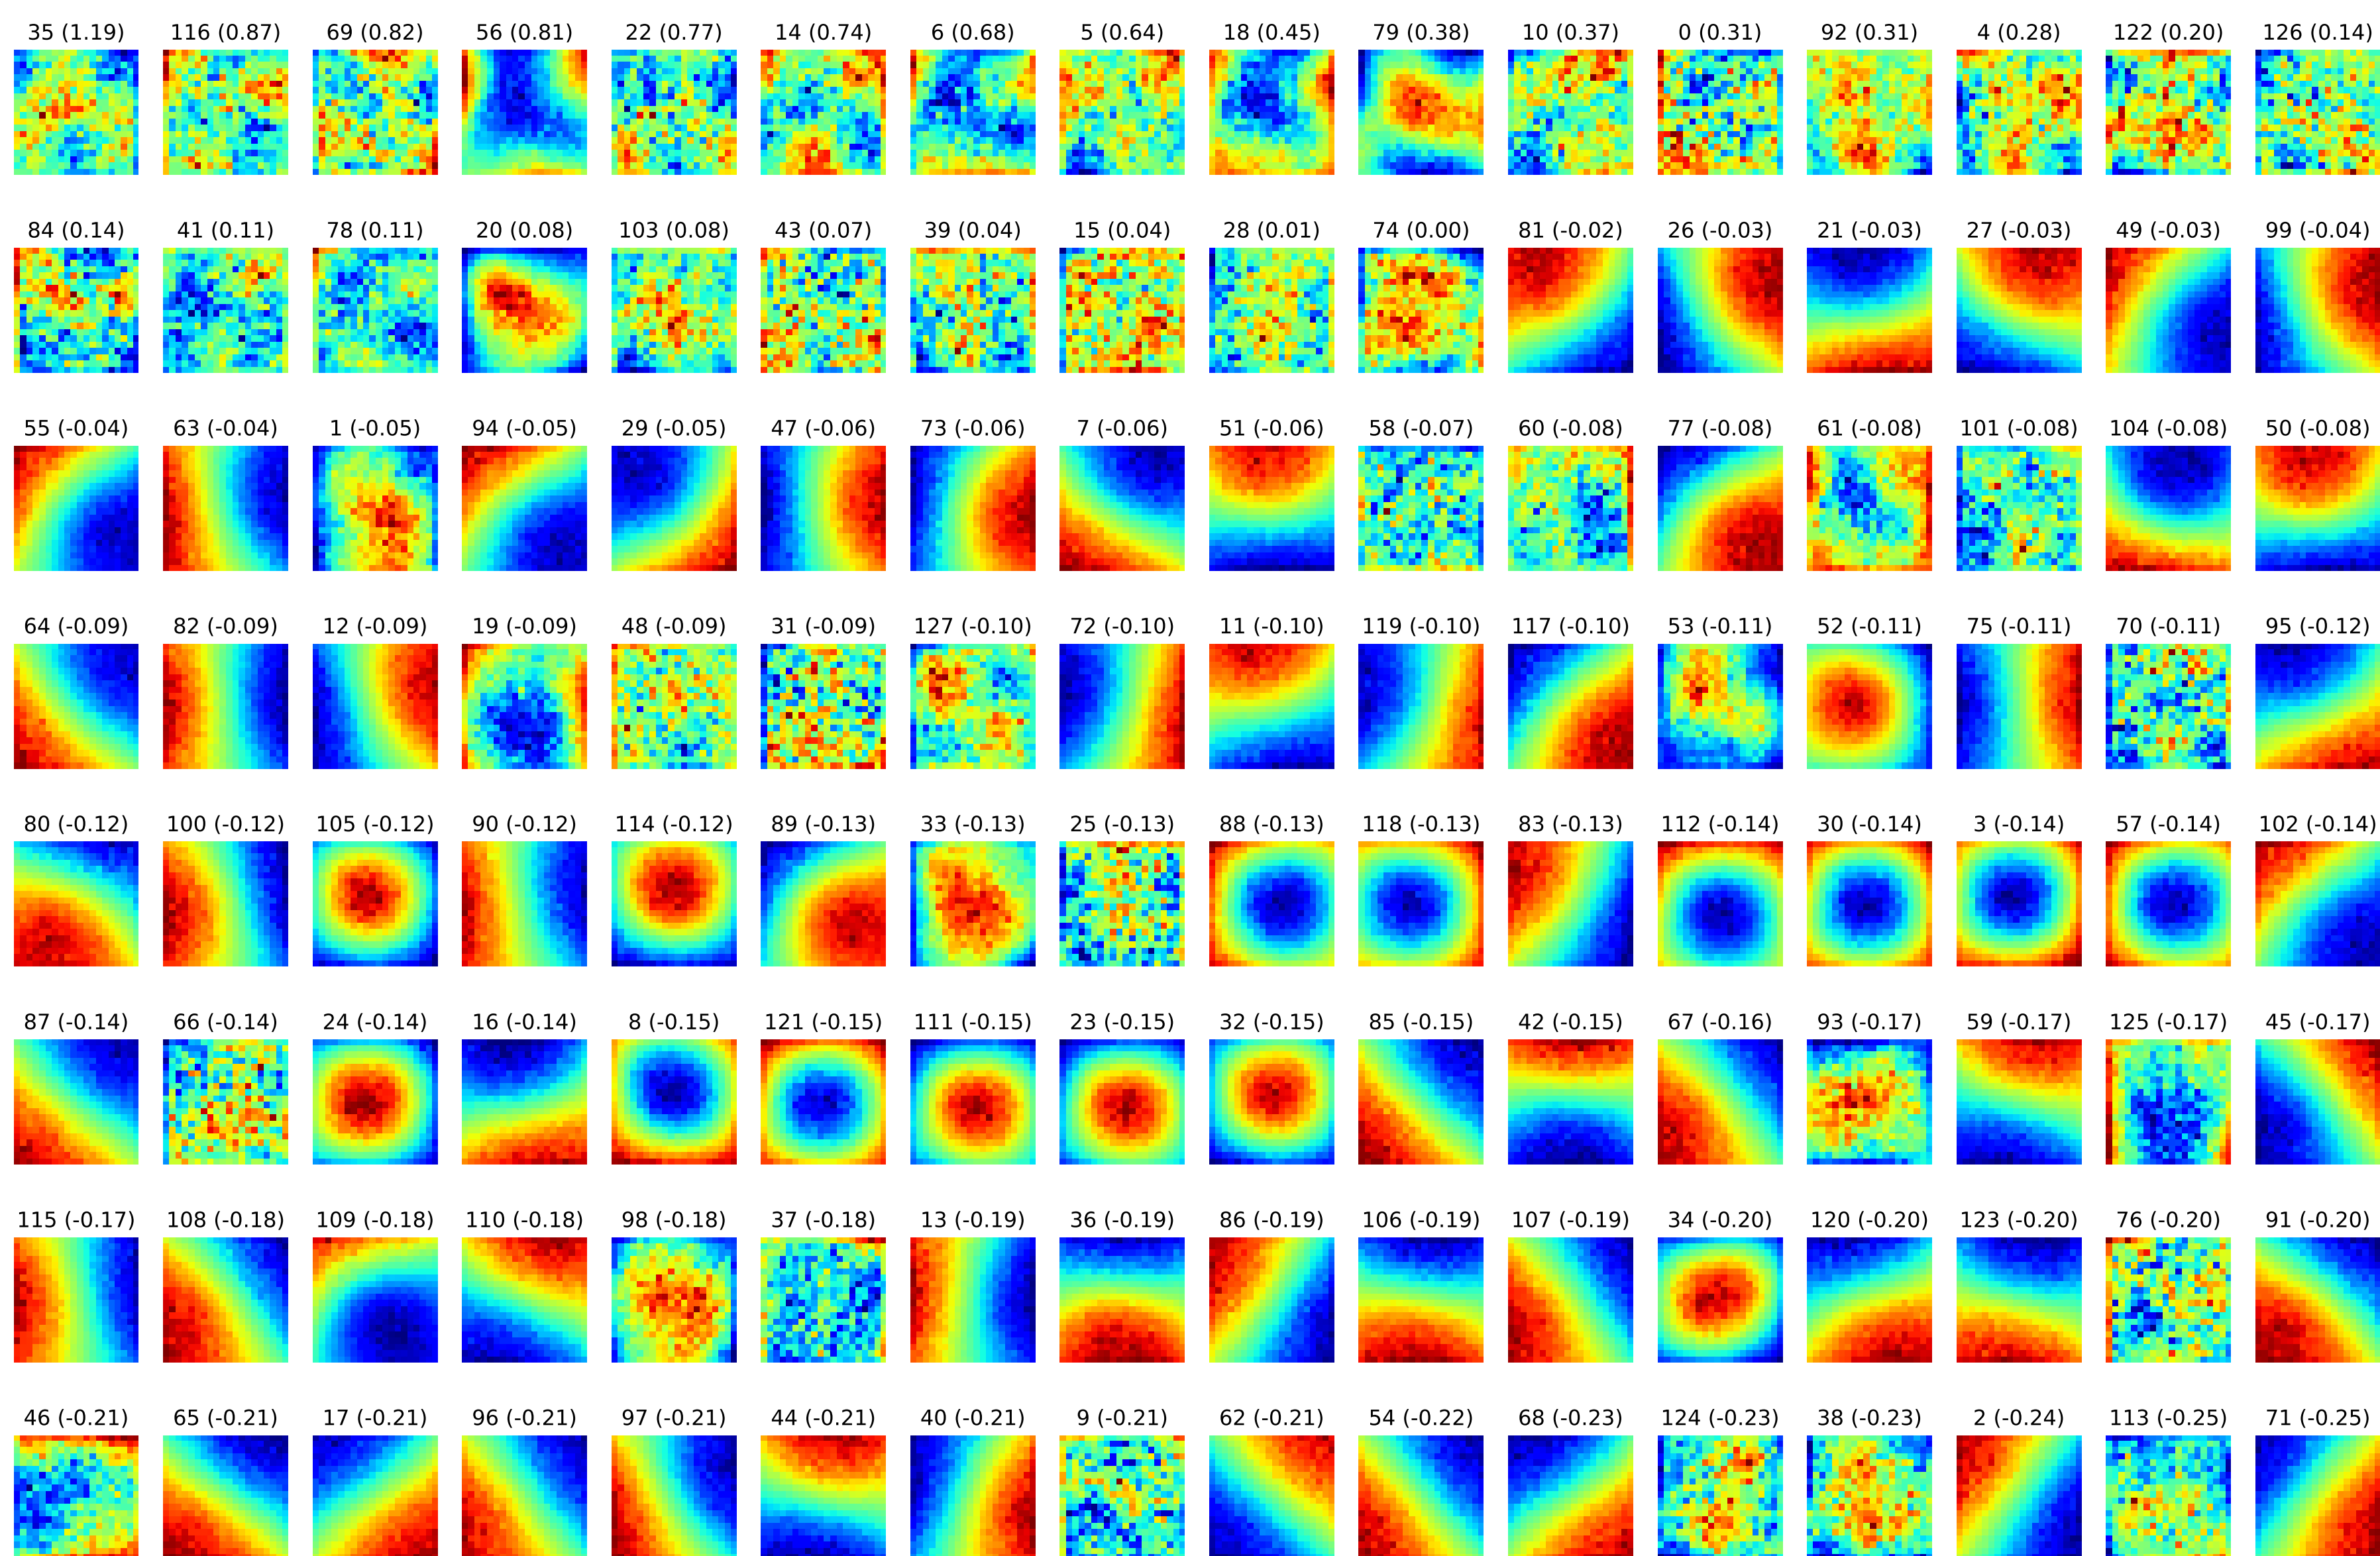 35 (1.19) 116 (0.87) 69 (0.82) 56 (0.81) 22 (0.77) 14 (0.74) 6 (0.68) 5 (0.64) 18 (0.45) 79 (0.38) 10 (0.37) 0 (0.31) 92 (0.31) 4 (0.28) 122 (0.20) 126 (0.14)
84 (0.14) 41 (0.11) 78 (0.11) 20 (0.08) 103 (0.08) 43 (0.07) 39 (0.04) 15 (0.04) 28 (0.01) 74 (0.00) 81 (-0.02) 26 (-0.03) 21 (-0.03) 27 (-0.03) 49 (-0.03) 99 (-0.04)
55 (-0.04) 63 (-0.04) 1 (-0.05) 94 (-0.05) 29 (-0.05) 47 (-0.06) 73 (-0.06) 7 (-0.06) 51 (-0.06) 58 (-0.07) 60 (-0.08) 77 (-0.08) 61 (-0.08) 101 (-0.08) 104 (-0.08) 50 (-0.08)
64 (-0.09) 82 (-0.09) 12 (-0.09) 19 (-0.09) 48 (-0.09) 31 (-0.09) 127 (-0.10) 72 (-0.10) 11 (-0.10) 119 (-0.10) 117 (-0.10) 53 (-0.11) 52 (-0.11) 75 (-0.11) 70 (-0.11) 95 (-0.12)
80 (-0.12) 100 (-0.12) 105 (-0.12) 90 (-0.12) 114 (-0.12) 89 (-0.13) 33 (-0.13) 25 (-0.13) 88 (-0.13) 118 (-0.13) 83 (-0.13) 112 (-0.14) 30 (-0.14) 3 (-0.14) 57 (-0.14) 102 (-0.14)
87 (-0.14) 66 (-0.14) 24 (-0.14) 16 (-0.14) 8 (-0.15) 121 (-0.15) 111 (-0.15) 23 (-0.15) 32 (-0.15) 85 (-0.15) 42 (-0.15) 67 (-0.16) 93 (-0.17) 59 (-0.17) 125 (-0.17) 45 (-0.17)
115 (-0.17) 108 (-0.18) 109 (-0.18) 110 (-0.18) 98 (-0.18) 37 (-0.18) 13 (-0.19) 36 (-0.19) 86 (-0.19) 106 (-0.19) 107 (-0.19) 34 (-0.20) 120 (-0.20) 123 (-0.20) 76 (-0.20) 91 (-0.20)
46 (-0.21) 65 (-0.21) 17 (-0.21) 96 (-0.21) 97 (-0.21) 44 (-0.21) 40 (-0.21) 9 (-0.21) 62 (-0.21) 54 (-0.22) 68 (-0.23) 124 (-0.23) 38 (-0.23) 2 (-0.24) 113 (-0.25) 71 (-0.25)